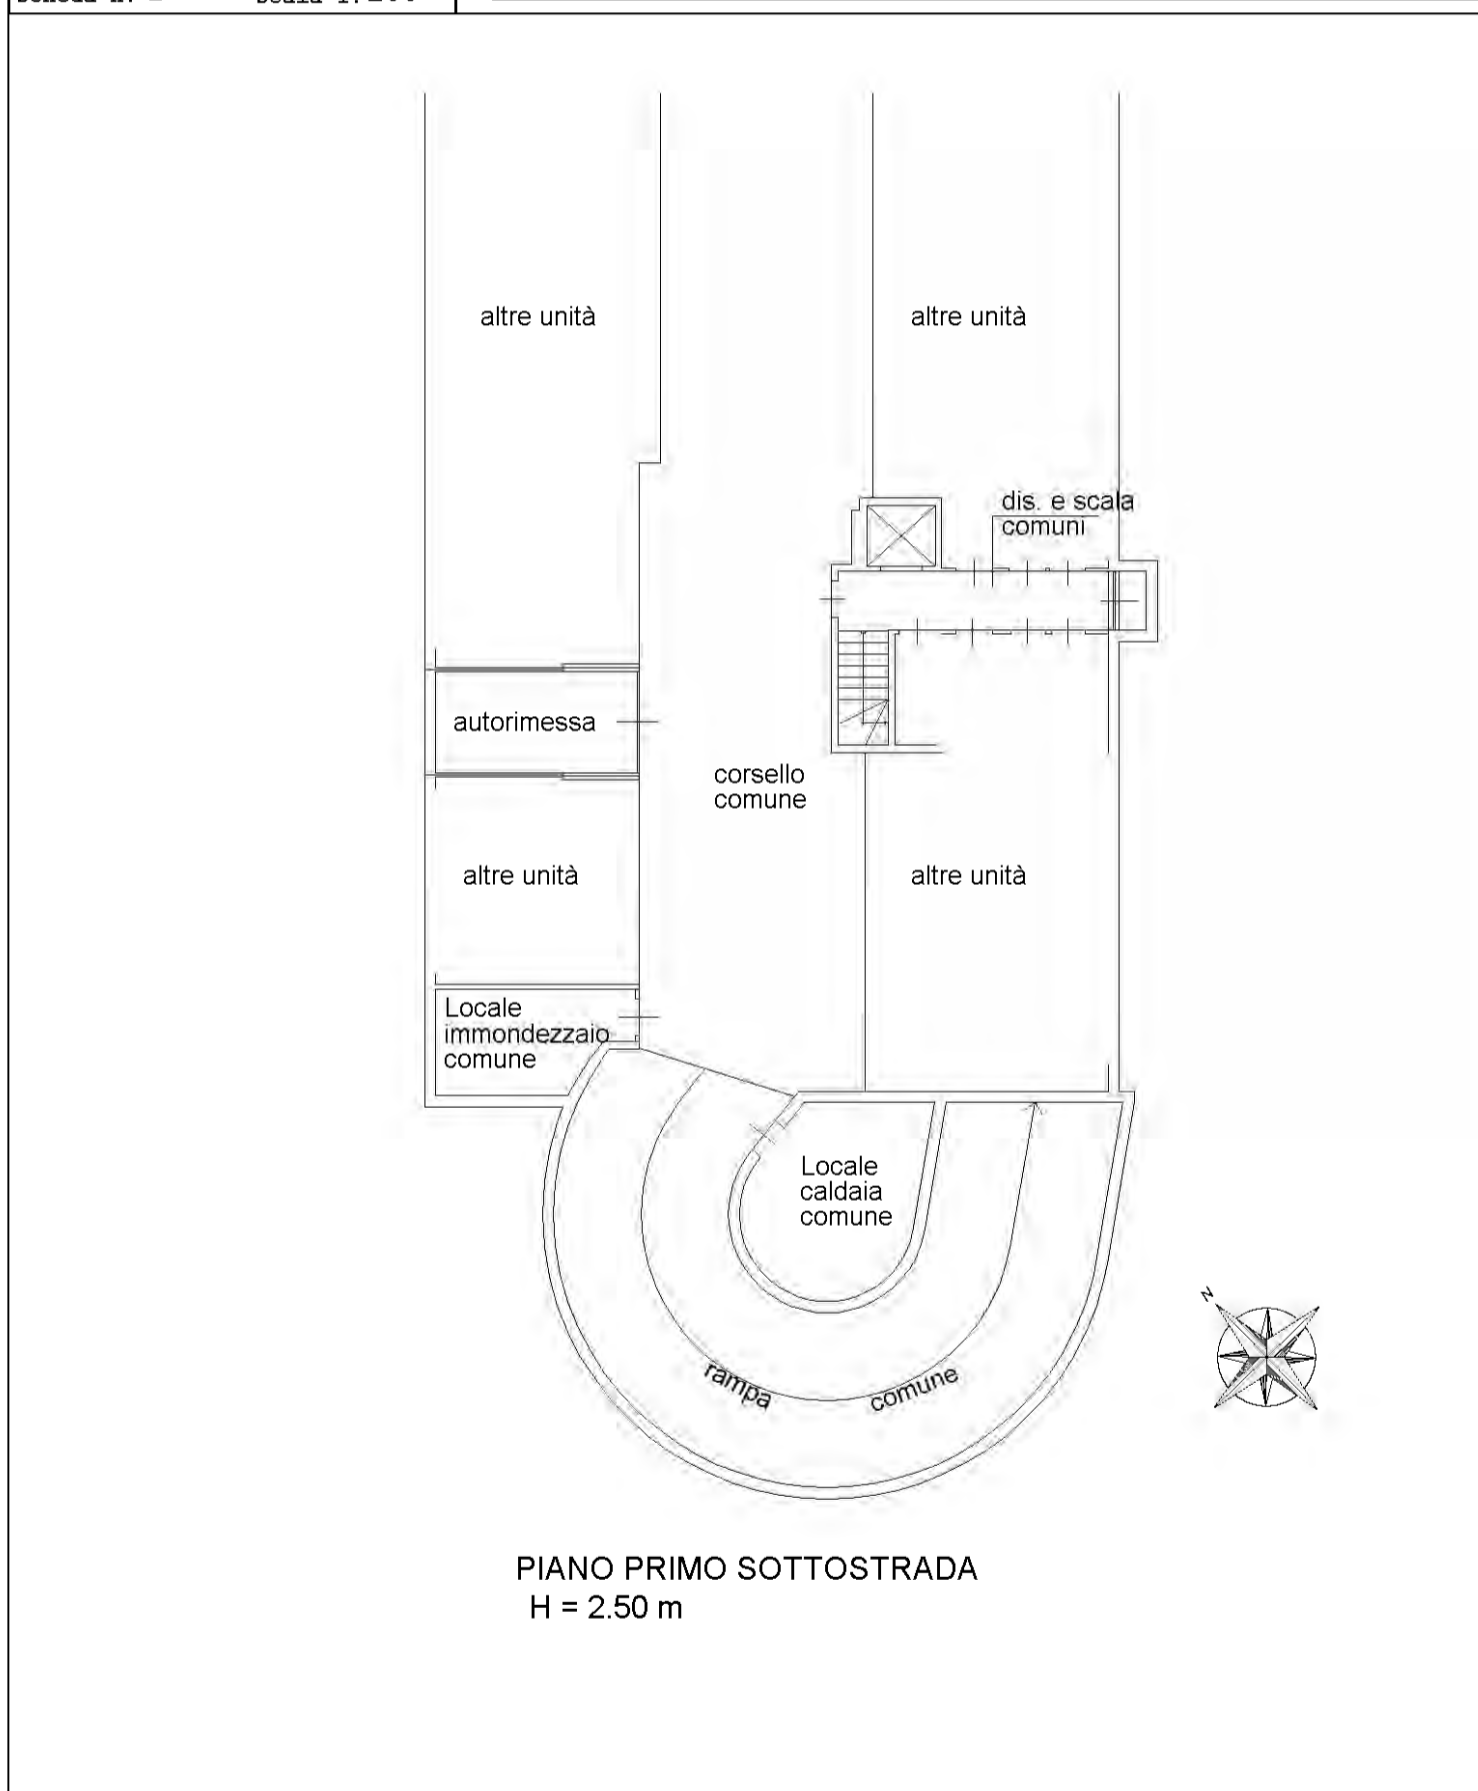 altre unità
altre unità
dis. e scala
comuni
autorimessa
corsello
comune
altre unità
altre unità
Locale
immondezzaio
comune
Locale
caldaia
comune
rampa comune
N
PIANO PRIMO SOTTOSTRADA
H = 2.50 m